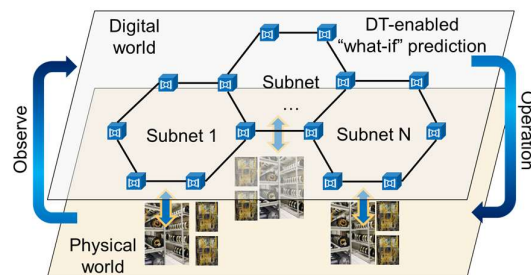 Digital
world
DT-enabled
“what-if” prediction
Subnet
...
Subnet 1
Subnet N
Observe
Operation
Physical
world